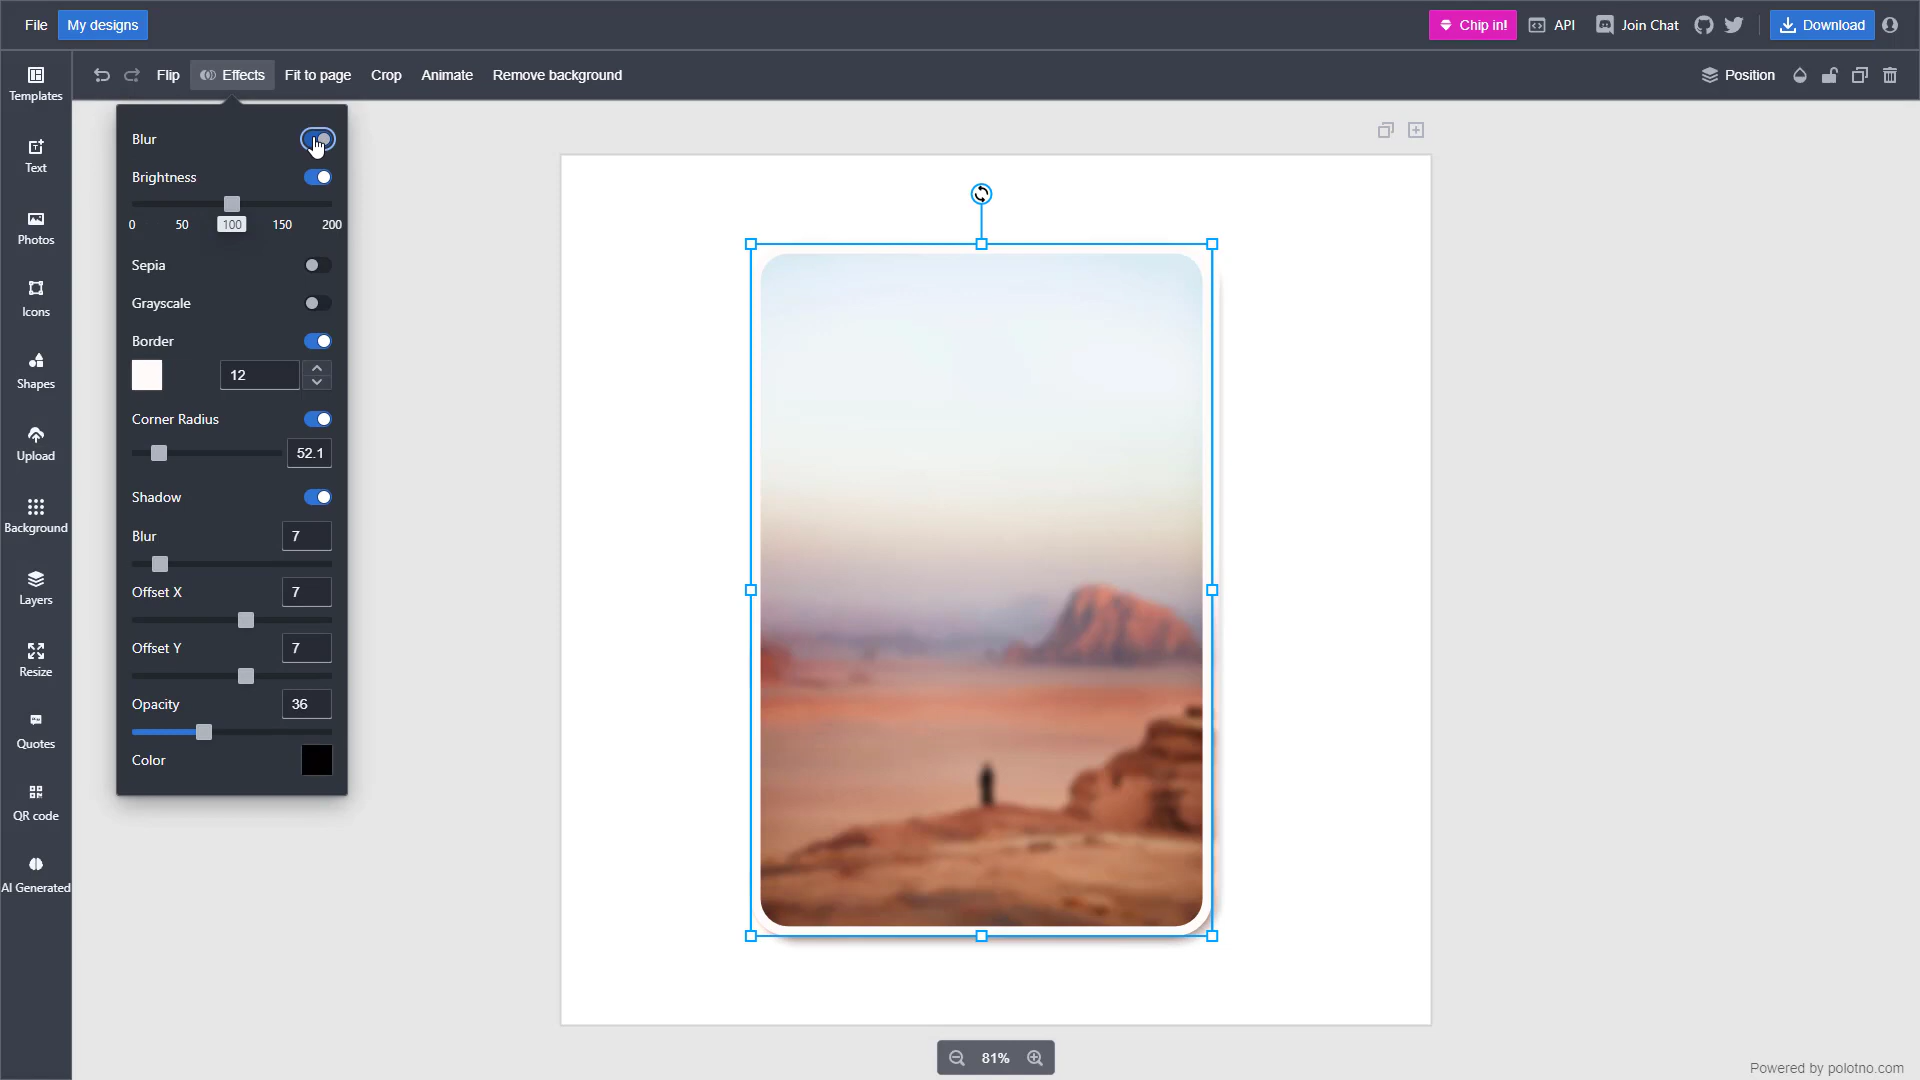 File
My designs
Chip in!
API
Join Chat
Download
Flip
Effects
Fit to page
Crop
Animate
Remove background
Position
Templates
Text
Photos
Icons
Shapes
Upload
Background
Layers
Resize
Quotes
QR code
AI Generated
Blur
Brightness
0 50 100 150 200
Sepia
Grayscale
Border
12
Corner Radius
52.1
Shadow
Blur 7
Offset X 7
Offset Y 7
Opacity 36
Color
81%
Powered by polotno.com